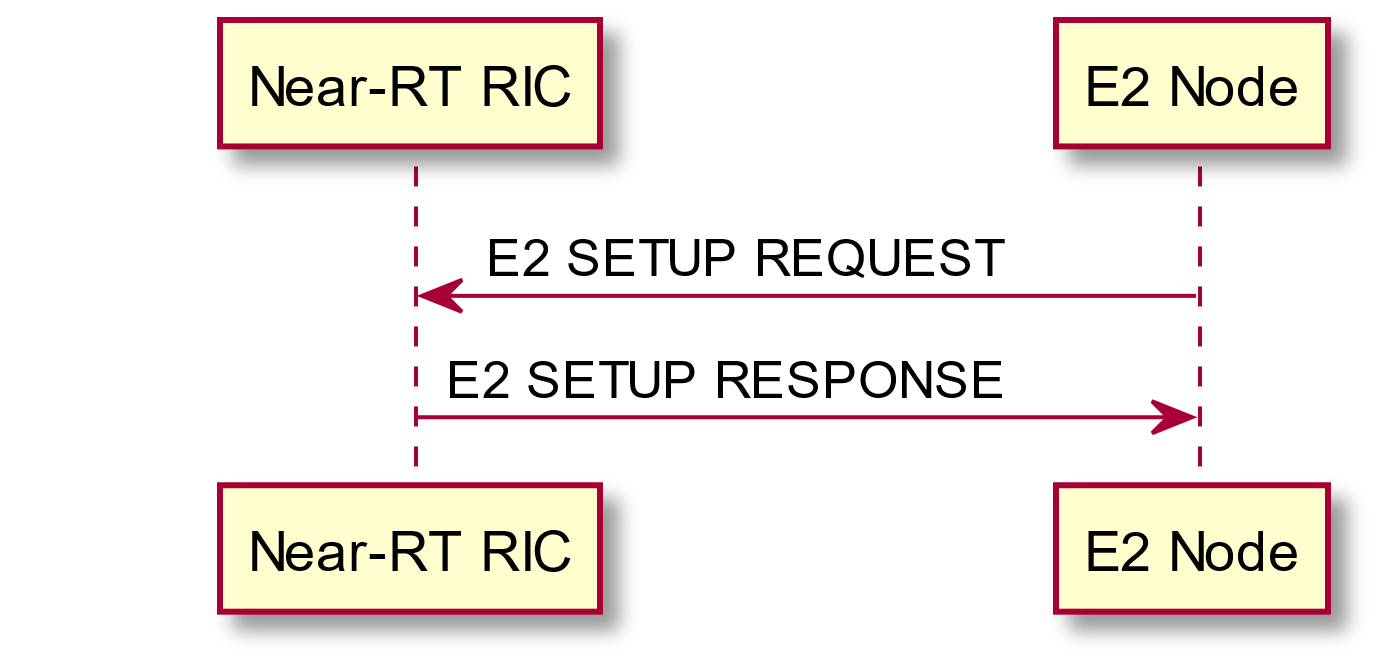 Near-RT RIC
E2 Node
E2 SETUP REQUEST
E2 SETUP RESPONSE
Near-RT RIC
E2 Node